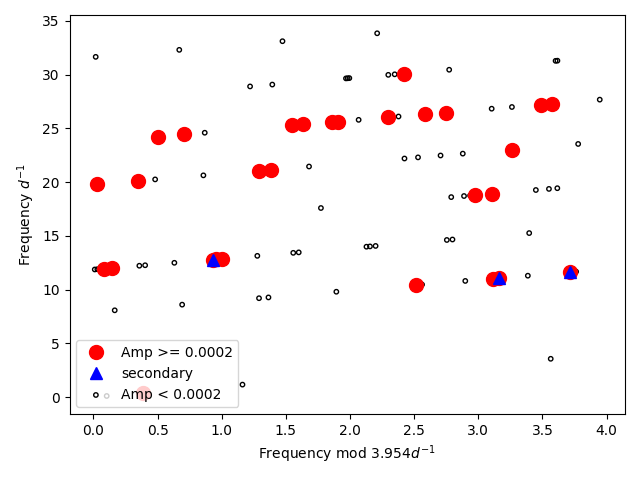 35
30
25
20
15
10
5
0
Frequency d⁻¹
Amp >= 0.0002
secondary
Amp < 0.0002
0.0 0.5 1.0 1.5 2.0 2.5 3.0 3.5 4.0
Frequency mod 3.954d⁻¹